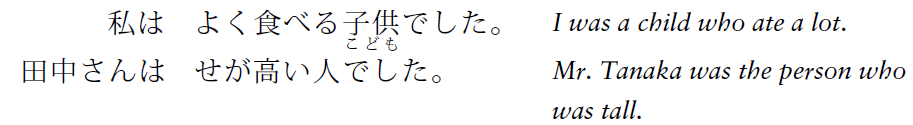 私は よく食べる子供でした。 I was a child who ate a lot.
こども
田中さんは せが高い人でした。 Mr. Tanaka was the person who
was tall.